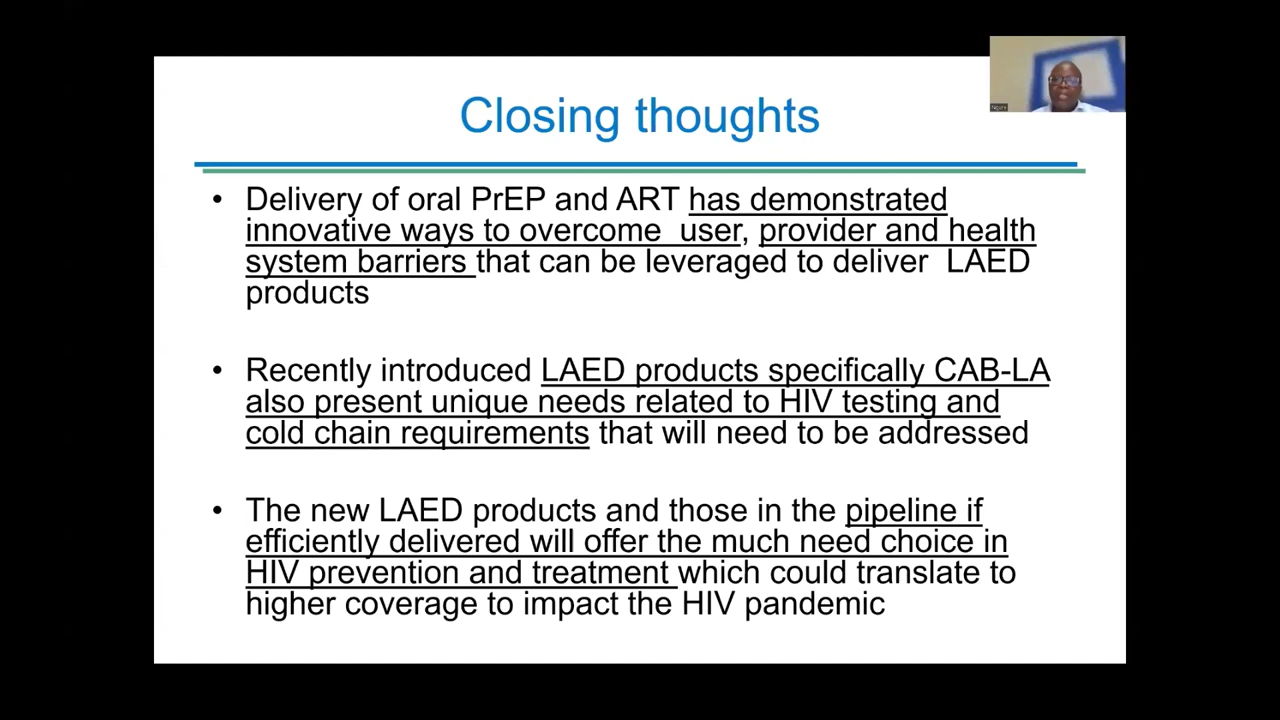 Closing thoughts
• Delivery of oral PrEP and ART has demonstrated
innovative ways to overcome  user, provider and health
system barriers that can be leveraged to deliver  LAED
products
• Recently introduced LAED products specifically CAB-LA
also present unique needs related to HIV testing and
cold chain requirements that will need to be addressed
• The new LAED products and those in the pipeline if
efficiently delivered will offer the much need choice in
HIV prevention and treatment which could translate to
higher coverage to impact the HIV pandemic